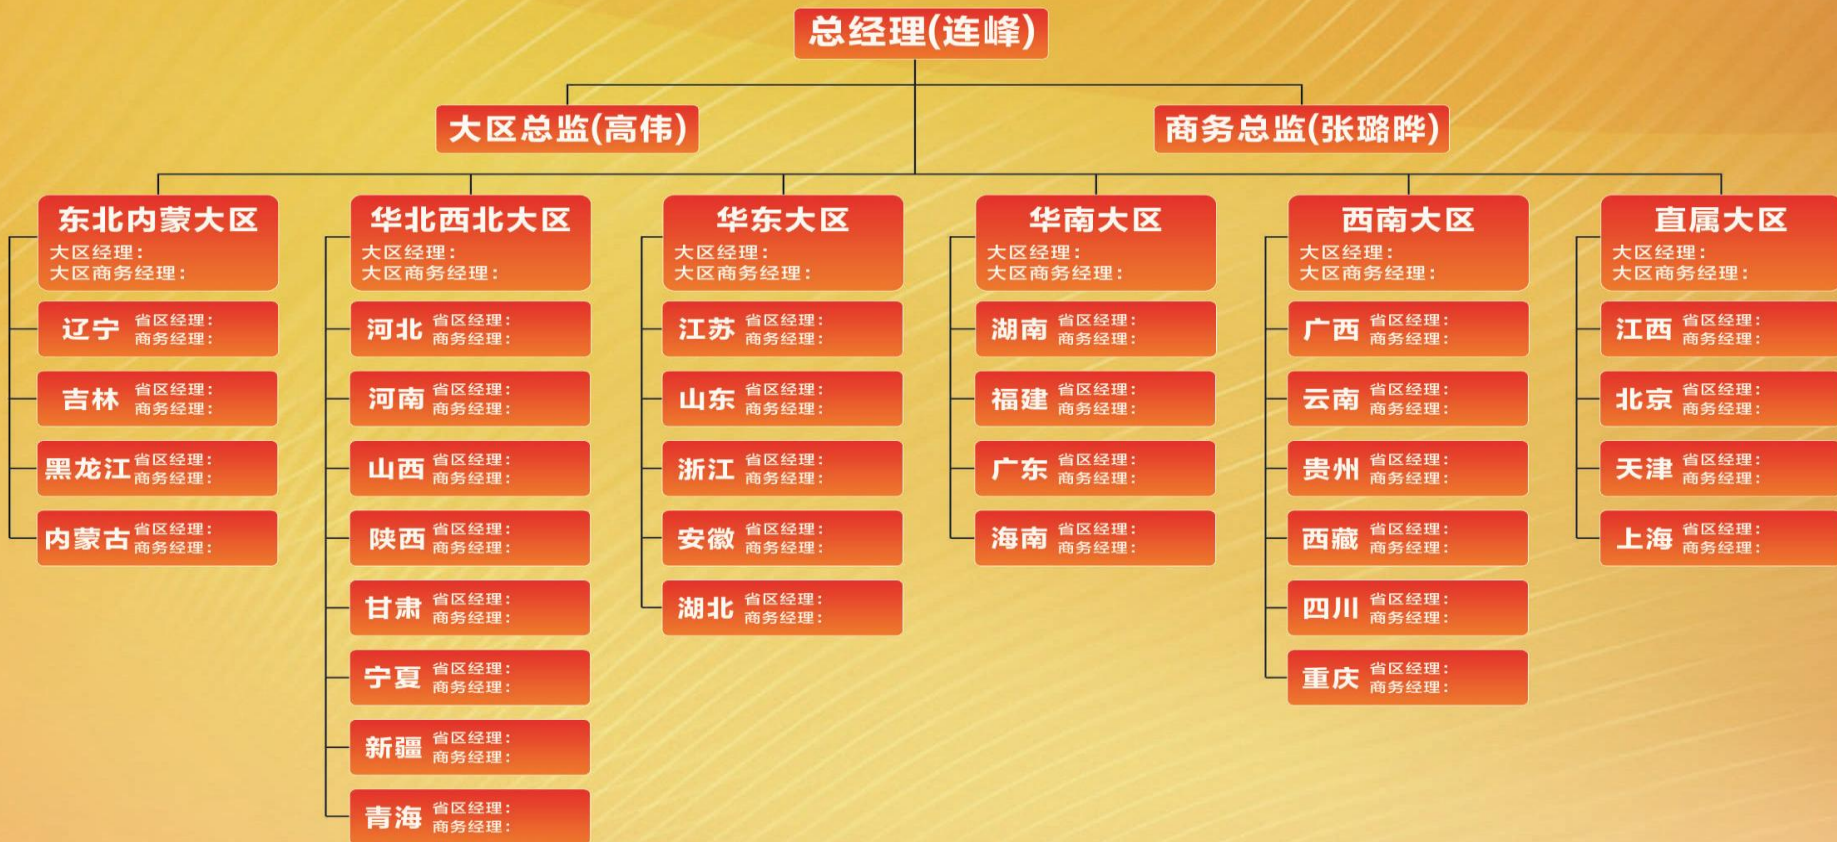 总经理(连峰)
大区总监(高伟)
商务总监(张璐晔)
东北内蒙大区
大区经理:
大区商务经理:
辽宁 省区经理:
商务经理:
吉林 省区经理:
商务经理:
黑龙江 省区经理:
商务经理:
内蒙古 省区经理:
商务经理:
华北西北大区
大区经理:
大区商务经理:
河北 省区经理:
商务经理:
河南 省区经理:
商务经理:
山西 省区经理:
商务经理:
陕西 省区经理:
商务经理:
甘肃 省区经理:
商务经理:
宁夏 省区经理:
商务经理:
新疆 省区经理:
商务经理:
青海 省区经理:
商务经理:
华东大区
大区经理:
大区商务经理:
江苏 省区经理:
商务经理:
山东 省区经理:
商务经理:
浙江 省区经理:
商务经理:
安徽 省区经理:
商务经理:
湖北 省区经理:
商务经理:
华南大区
大区经理:
大区商务经理:
湖南 省区经理:
商务经理:
福建 省区经理:
商务经理:
广东 省区经理:
商务经理:
海南 省区经理:
商务经理:
西南大区
大区经理:
大区商务经理:
广西 省区经理:
商务经理:
云南 省区经理:
商务经理:
贵州 省区经理:
商务经理:
西藏 省区经理:
商务经理:
四川 省区经理:
商务经理:
重庆 省区经理:
商务经理:
直属大区
大区经理:
大区商务经理:
江西 省区经理:
商务经理:
北京 省区经理:
商务经理:
天津 省区经理:
商务经理:
上海 省区经理:
商务经理: